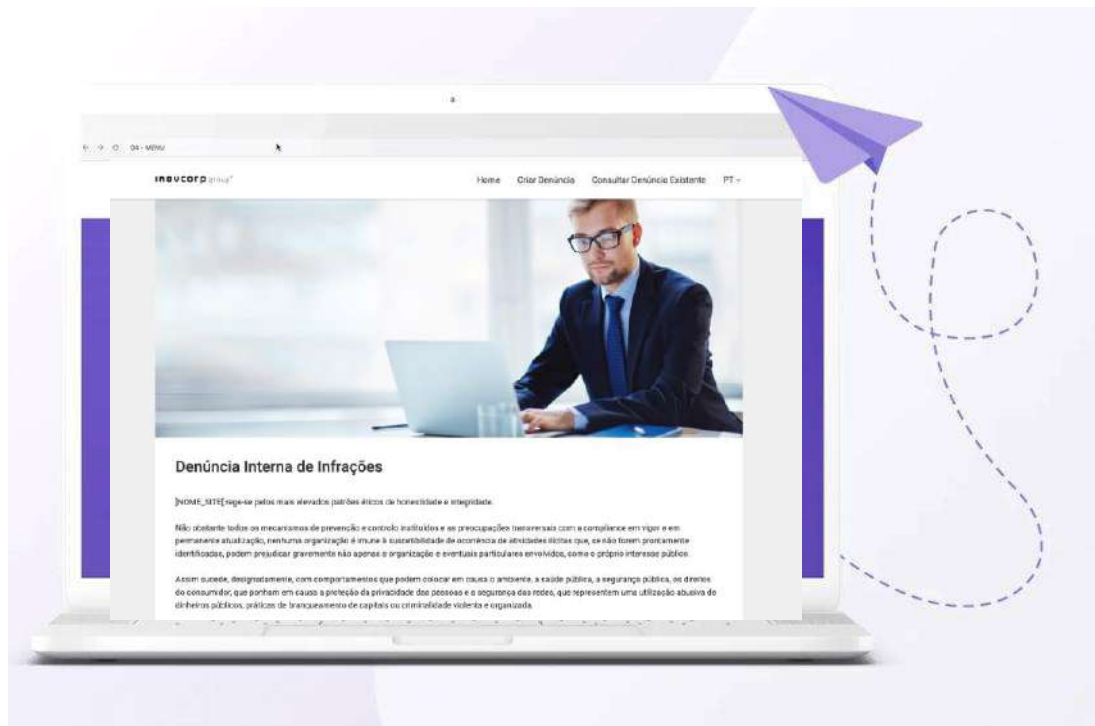 04 - MENU
inovcorp group
Home Criar Denúncia Consultar Denúncia Existente PT
Denúncia Interna de Infrações
]NOME_SITE[ rege-se pelos mais elevados padrões éticos de honestidade e integridade.
Não obstante todos os mecanismos de prevenção e controlo instituídos e as preocupações transversais com a compliance em vigor e em
permanente atualização, nenhuma organização é imune à suscetibilidade de ocorrência de atividades ilícitas que, se não forem prontamente
identificadas, podem prejudicar gravemente não apenas a organização e eventuais particulares envolvidos, como o próprio interesse público.
Assim sucede, designadamente, com comportamentos que podem colocar em causa o ambiente, a saúde pública, a segurança pública, os direitos
do consumidor, que ponham em causa a proteção da privacidade das pessoas e a segurança das redes, que representem uma utilização abusiva de
dinheiros públicos, práticas de branqueamento de capitais ou criminalidade violenta e organizada.